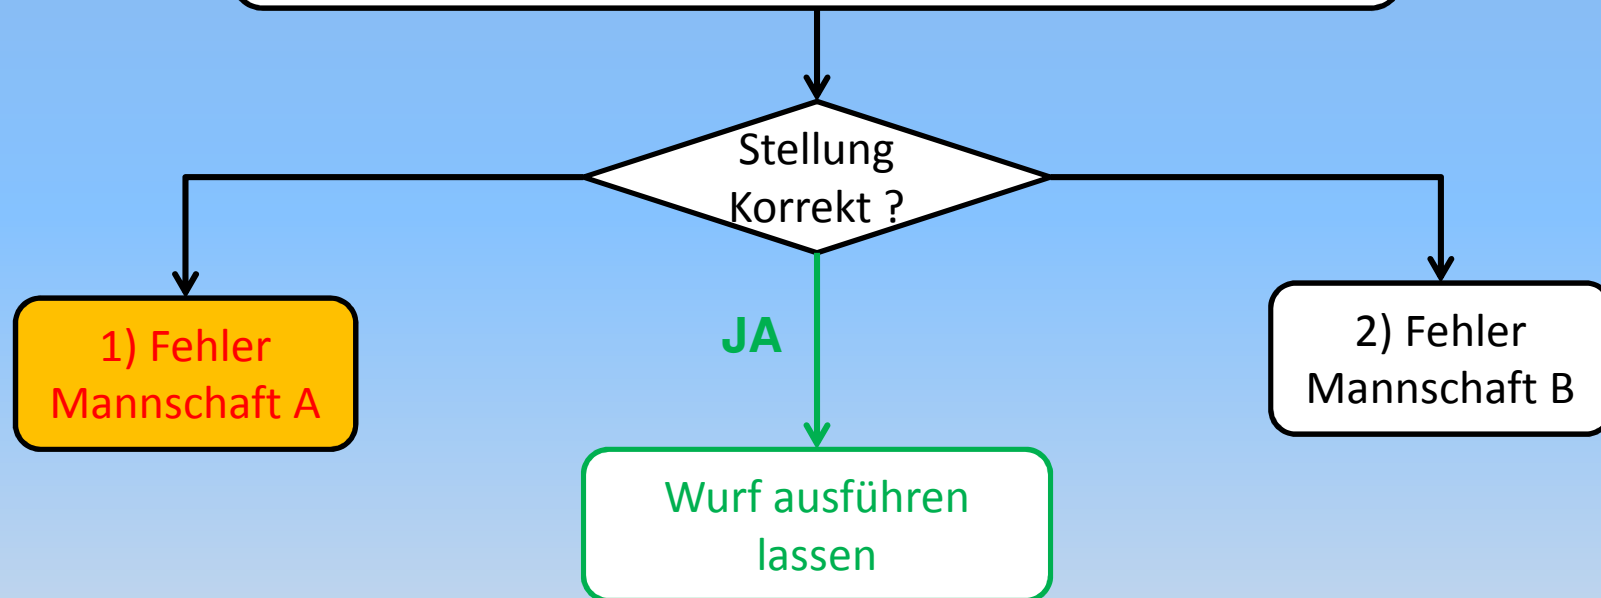 Stellung
Korrekt ?
1) Fehler
Mannschaft A
JA
2) Fehler
Mannschaft B
Wurf ausführen
lassen